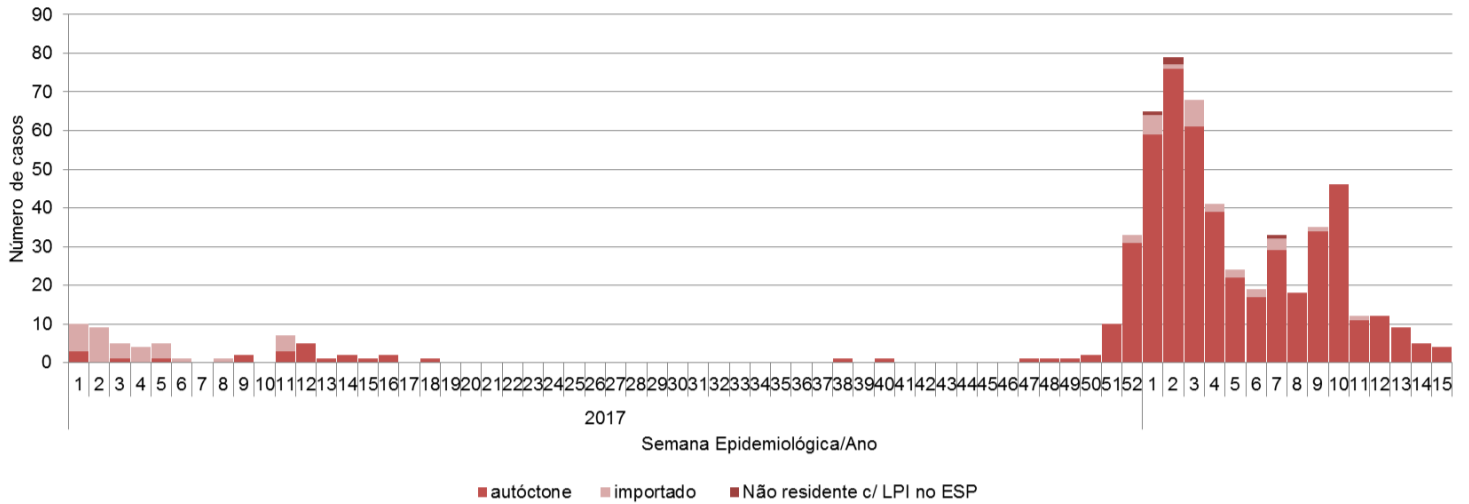 90
80
70
60
50
40
30
20
10
0
Número de casos
1 2 3 4 5 6 7 8 9 10 11 12 13 14 15 16 17 18 19 20 21 22 23 24 25 26 27 28 29 30 31 32 33 34 35 36 37 38 39 40 41 42 43 44 45 46 47 48 49 50 51 52 1 2 3 4 5 6 7 8 9 10 11 12 13 14 15
2017
Semana Epidemiológica/Ano
autóctone importado Não residente c/ LPI no ESP